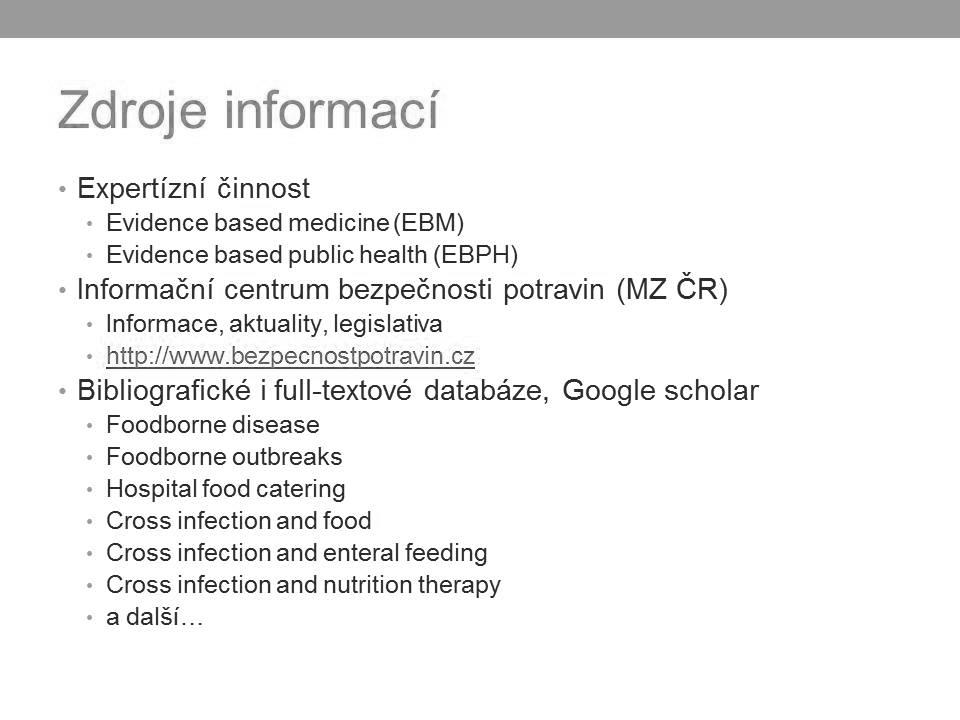 Zdroje informací
• Expertízní činnost
• Evidence based medicine (EBM)
• Evidence based public health (EBPH)
• Informační centrum bezpečnosti potravin (MZ ČR)
• Informace, aktuality, legislativa
• http://www.bezpecnostpotravin.cz
• Bibliografické i full-textové databáze, Google scholar
• Foodborne disease
• Foodborne outbreaks
• Hospital food catering
• Cross infection and food
• Cross infection and enteral feeding
• Cross infection and nutrition therapy
• a další…